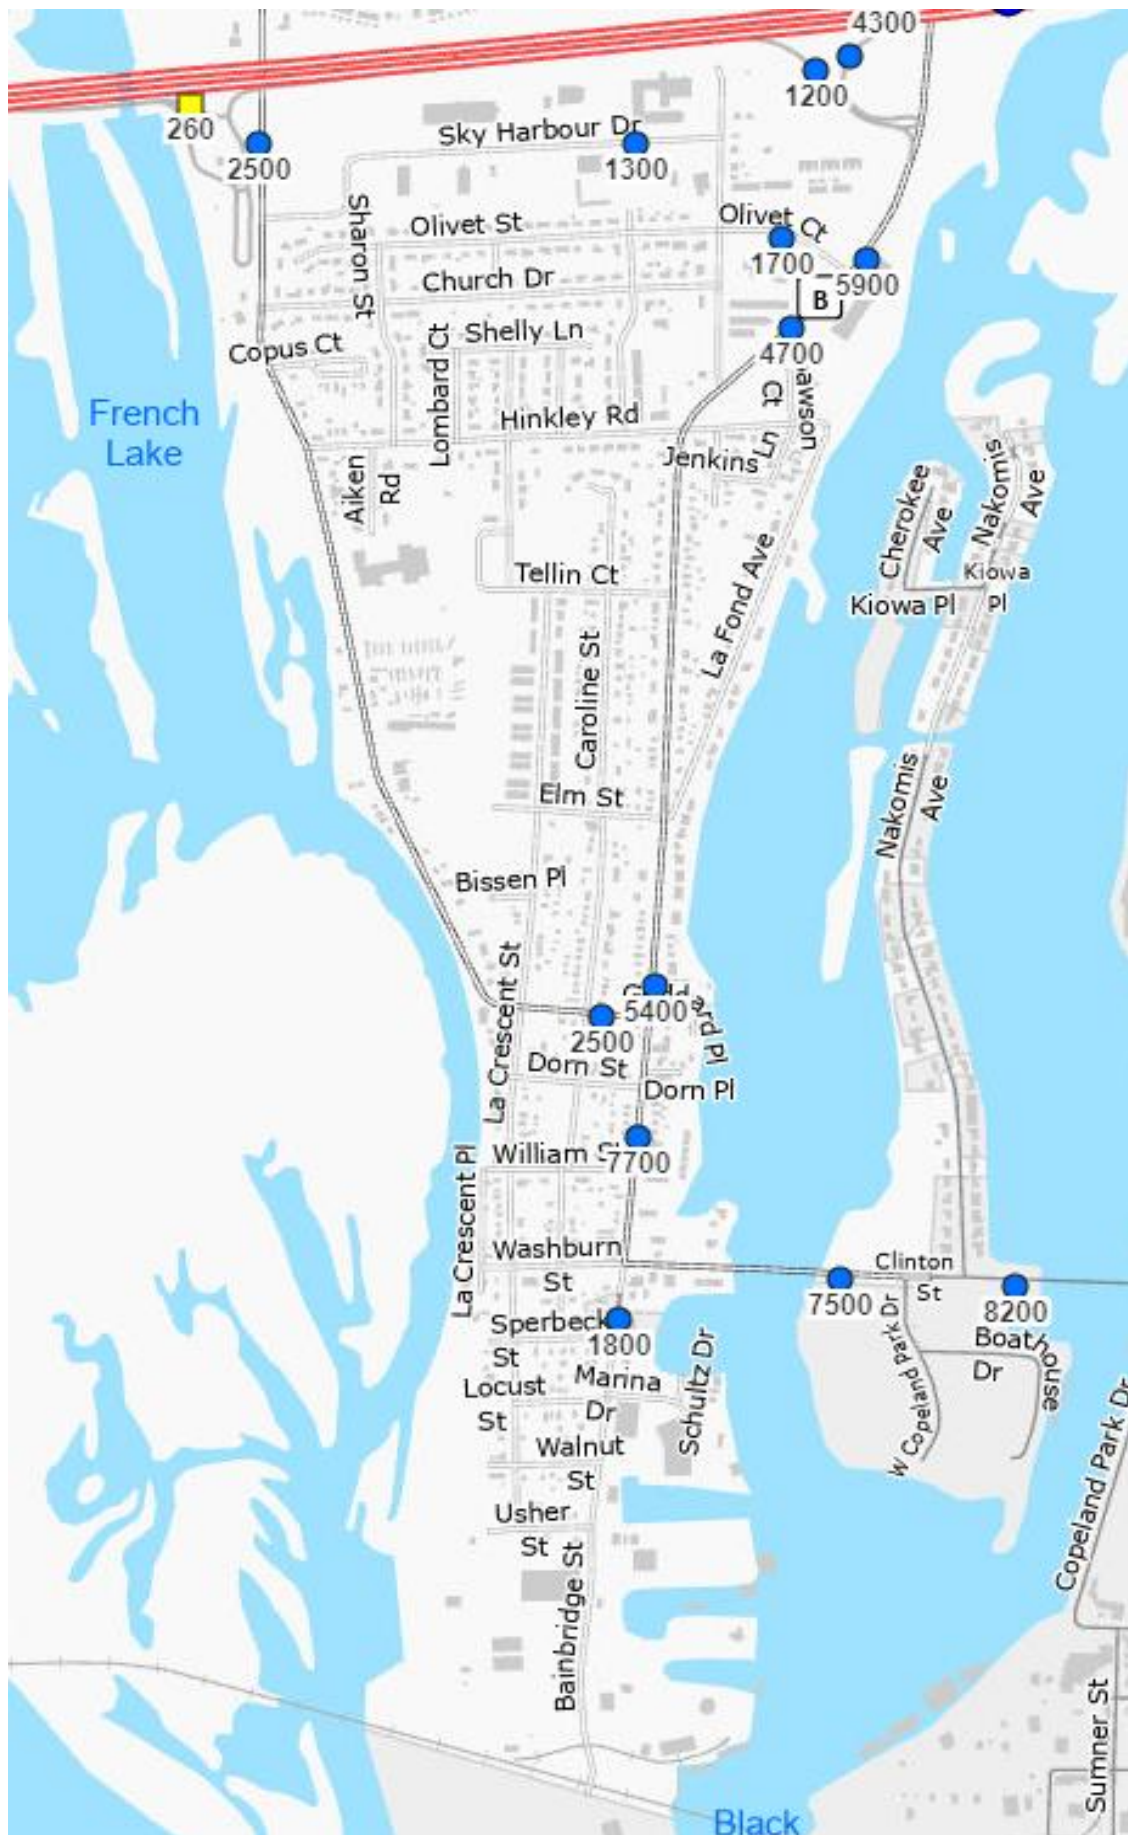 4300
1200
260
2500
Sky Harbour Dr
1300
Sharon St
Olivet St
Olivet Ct
1700
5900
Church Dr
B
Shelly Ln
4700
Copus Ct
Lombard Ct
French
Lake
Hinkley Rd
Ct
Jenkins Ln
Aiken
Rd
Cherokee
Ave
Nakomis
Ave
Tellin Ct
Kiowa
Pl
Kiowa Pl
La Fond Ave
Caroline St
Elm St
Nakomis
Ave
Bissen Pl
La Crescent St
5400
2500
Dorn St
Dorn Pl
William
7700
La Crescent Pl
Washburn
St
Clinton
St
7500
8200
Sperbeck
St
1800
W Copeland Park Dr
Boathouse
Dr
Schultz Dr
Marina
Dr
Locust
St
Walnut
St
Copeland Park Dr
Usher
St
Bainbridge St
Sumner St
Black